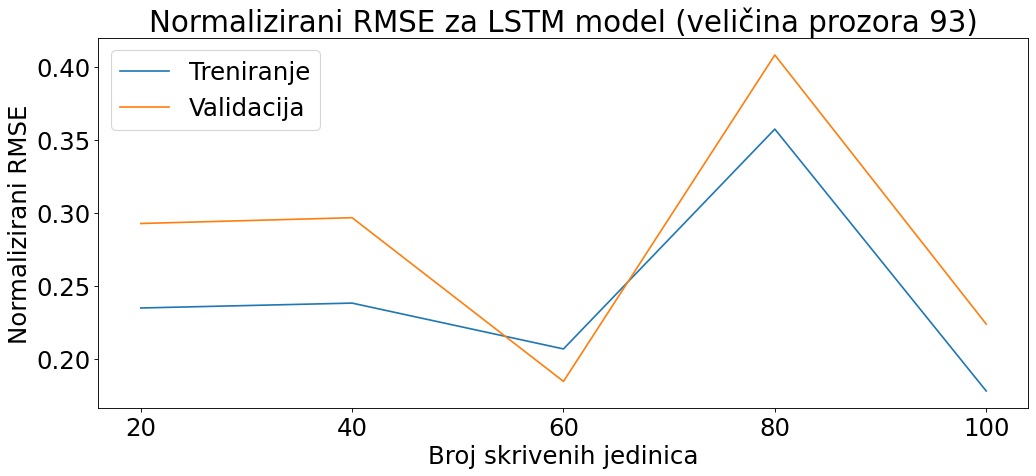 Normalizirani RMSE za LSTM model (veličina prozora 93)
Treniranje
Validacija
Normalizirani RMSE
0.40
0.35
0.30
0.25
0.20
20 40 60 80 100
Broj skrivenih jedinica